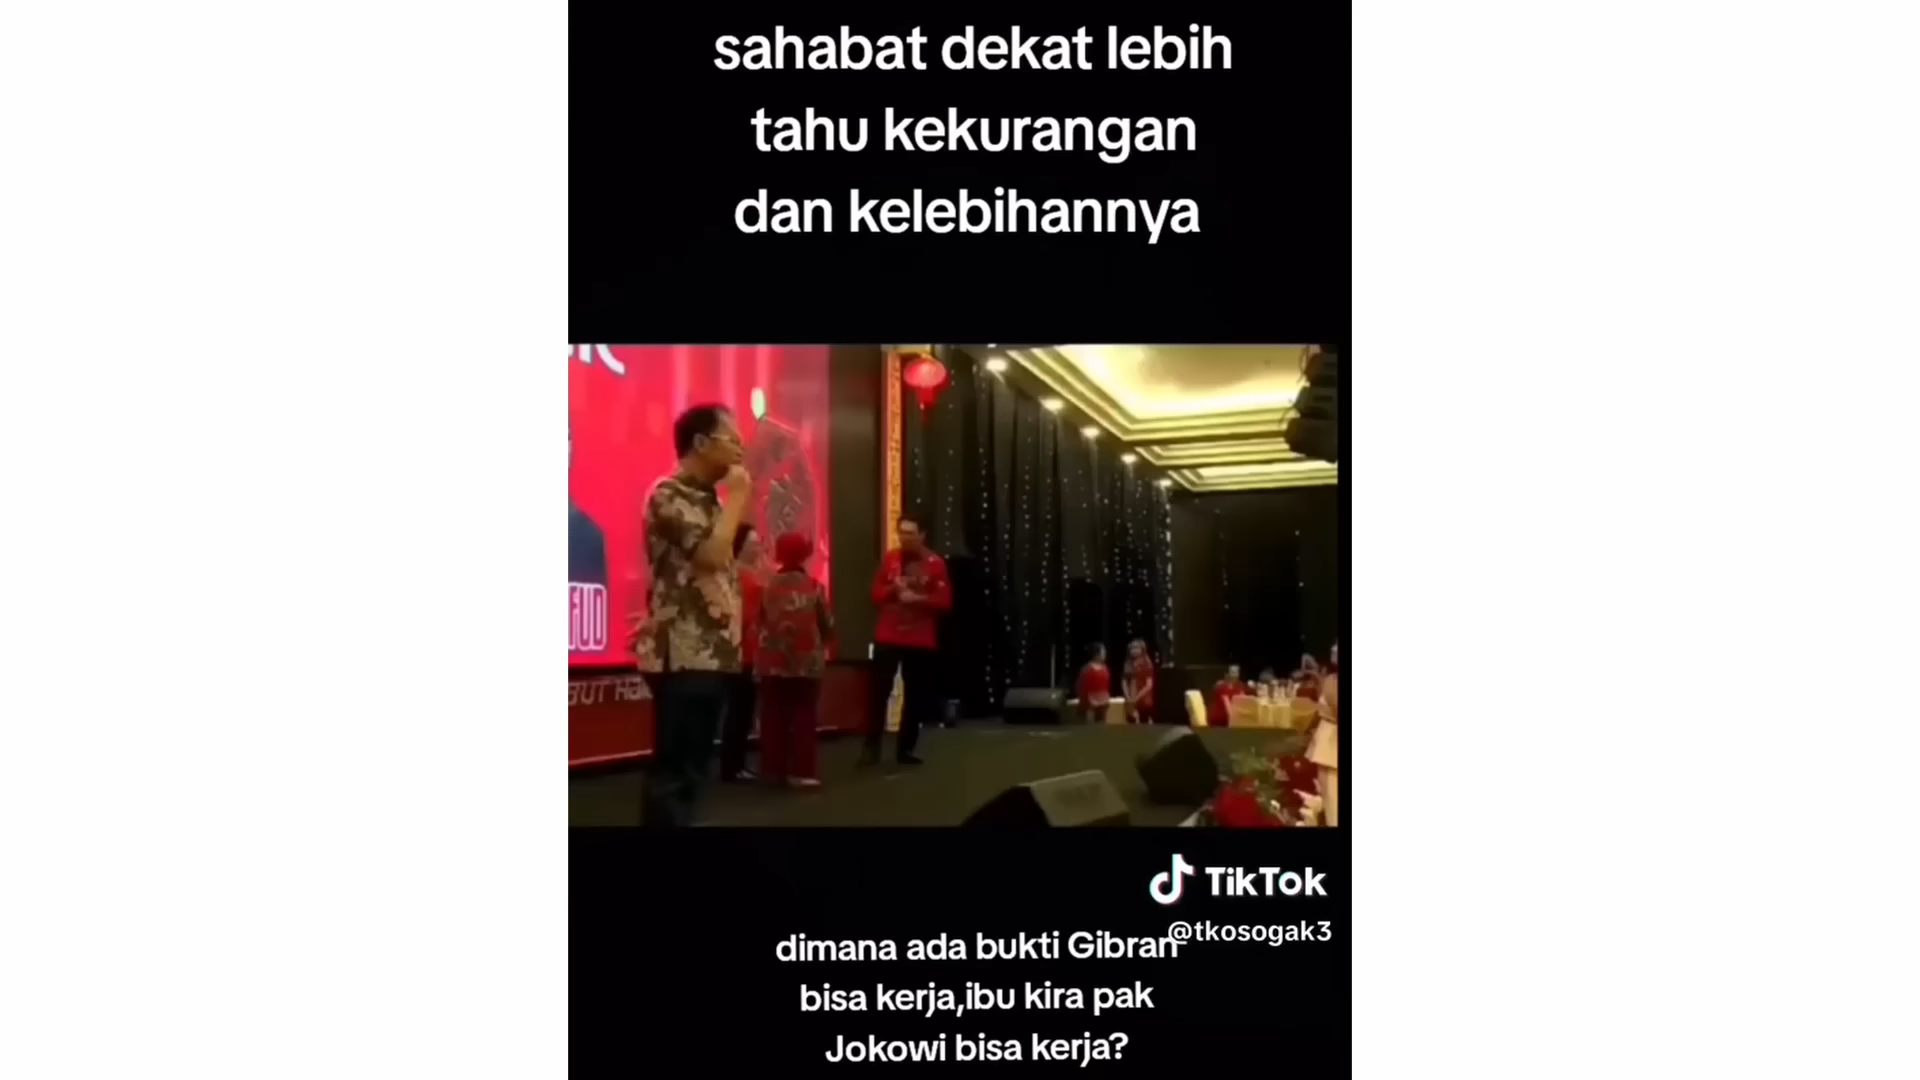 sahabat dekat lebih
tahu kekurangan
dan kelebihannya
FUD
TikTok
@tkosogak3
dimana ada bukti Gibran
bisa kerja,ibu kira pak
Jokowi bisa kerja?